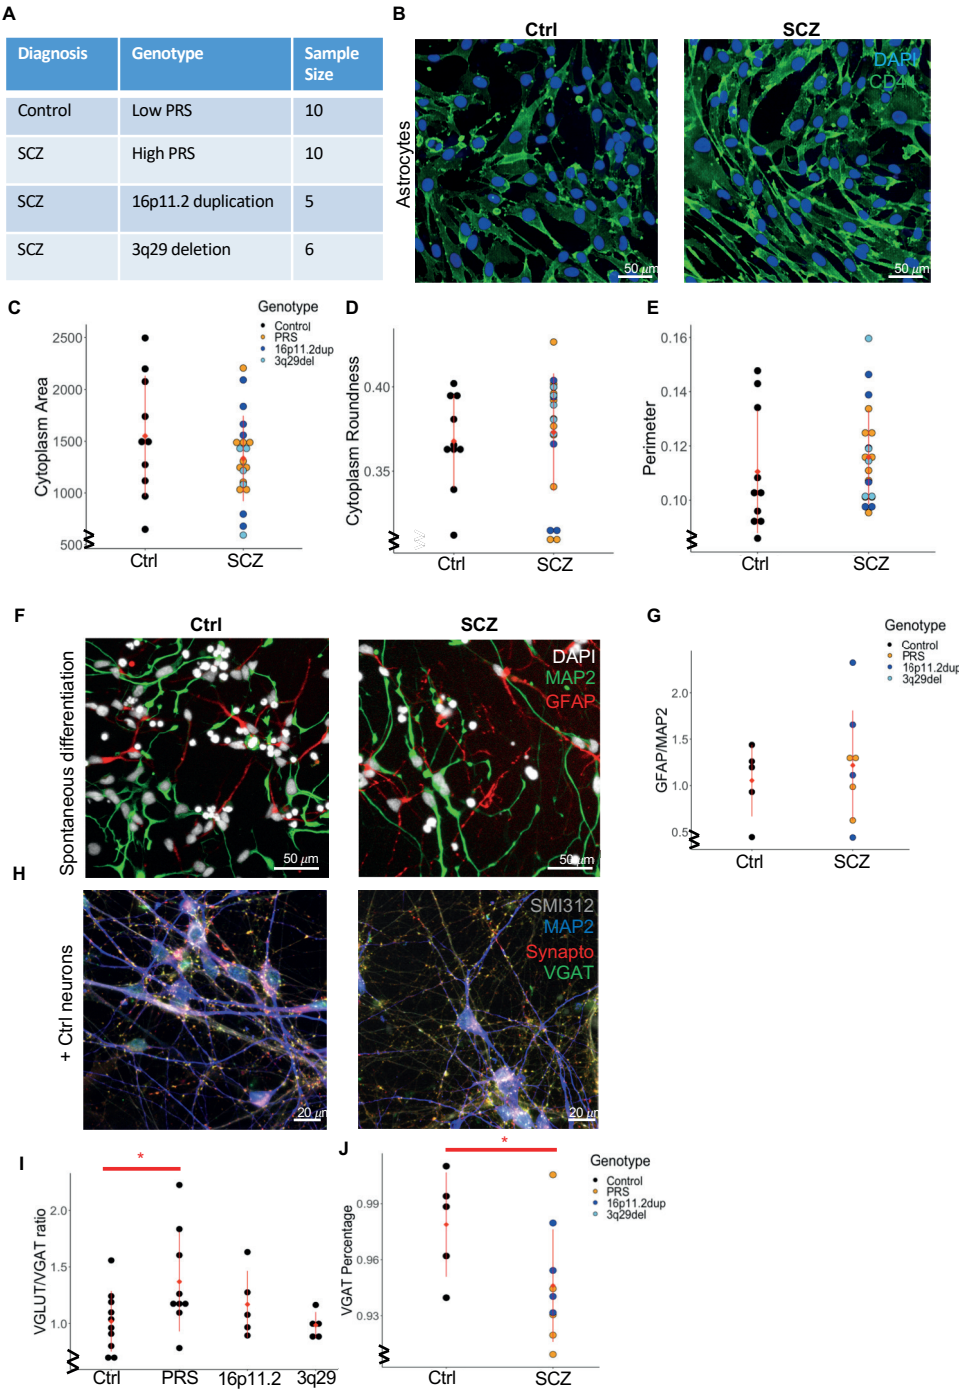 A
Diagnosis Genotype Sample Size
Control Low PRS 10
SCZ High PRS 10
SCZ 16p11.2 duplication 5
SCZ 3q29 deletion 6
B
Ctrl SCZ
Astrocytes
DAPI
CD44
50 μm 50 μm
C
Genotype
Control
PRS
16p11.2dup
3q29del
Cytoplasm Area
2500
2000
1500
1000
500
Ctrl SCZ
D
Cytoplasm Roundness
0.40
0.35
Ctrl SCZ
E
Perimeter
0.16
0.14
0.12
0.10
Ctrl SCZ
F
Ctrl SCZ
Spontaneous differentiation
DAPI
MAP2
GFAP
50 μm 50 μm
G
Genotype
Control
PRS
16p11.2dup
3q29del
GFAP/MAP2
2.0
1.5
1.0
0.5
Ctrl SCZ
H
+ Ctrl neurons
SMI312
MAP2
Synapto
VGAT
20 μm 20 μm
I
*
VGLUT/VGAT ratio
2.0
1.5
1.0
Ctrl PRS 16p11.2 3q29
J
*
Genotype
Control
PRS
16p11.2dup
3q29del
VGAT Percentage
0.99
0.96
0.93
Ctrl SCZ